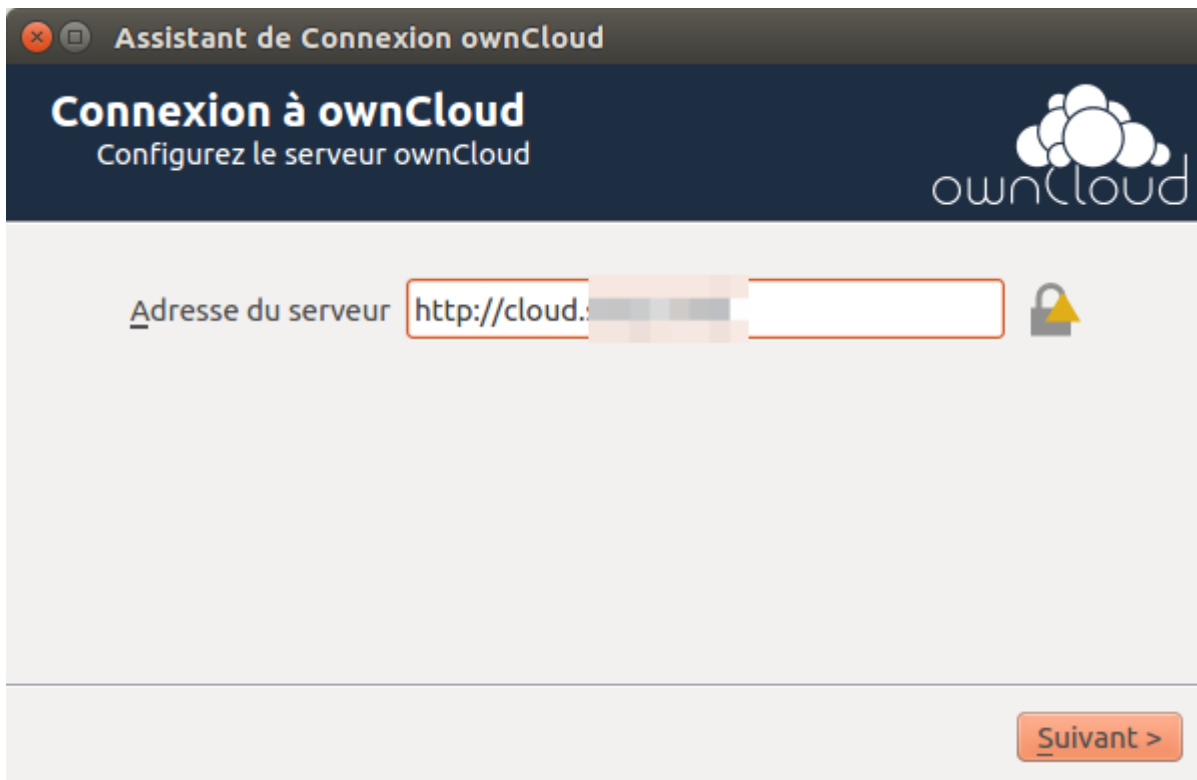 Assistant de Connexion ownCloud
Connexion à ownCloud
Configurez le serveur ownCloud
ownCloud
Adresse du serveur http://cloud.
Suivant >